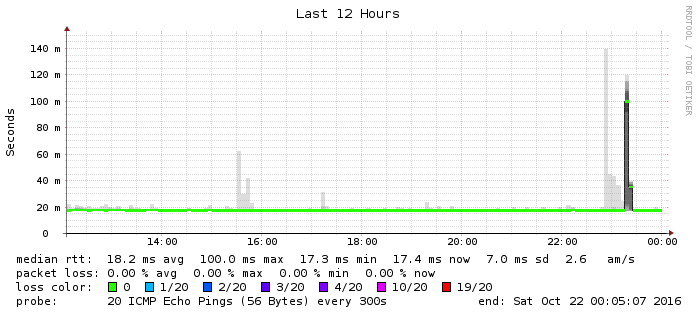 Last 12 Hours
RRDTOOL / TOBI OETIKER
Seconds
140 m
120 m
100 m
80 m
60 m
40 m
20 m
0
14:00 16:00 18:00 20:00 22:00 00:00
median rtt: 18.2 ms avg 100.0 ms max 17.3 ms min 17.4 ms now 7.0 ms sd 2.6 am/s
packet loss: 0.00 % avg 0.00 % max 0.00 % min 0.00 % now
loss color: 0 1/20 2/20 3/20 4/20 10/20 19/20
probe: 20 ICMP Echo Pings (56 Bytes) every 300s end: Sat Oct 22 00:05:07 2016